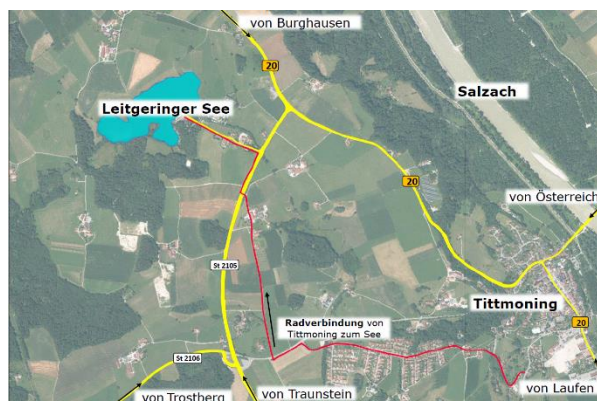 von Burghausen
20
Leitgeringer See
Salzach
20
von Österreich
St 2105
Tittmoning
20
Radverbindung von
Tittmoning zum See
St 2106
von Trostberg
von Traunstein
von Laufen